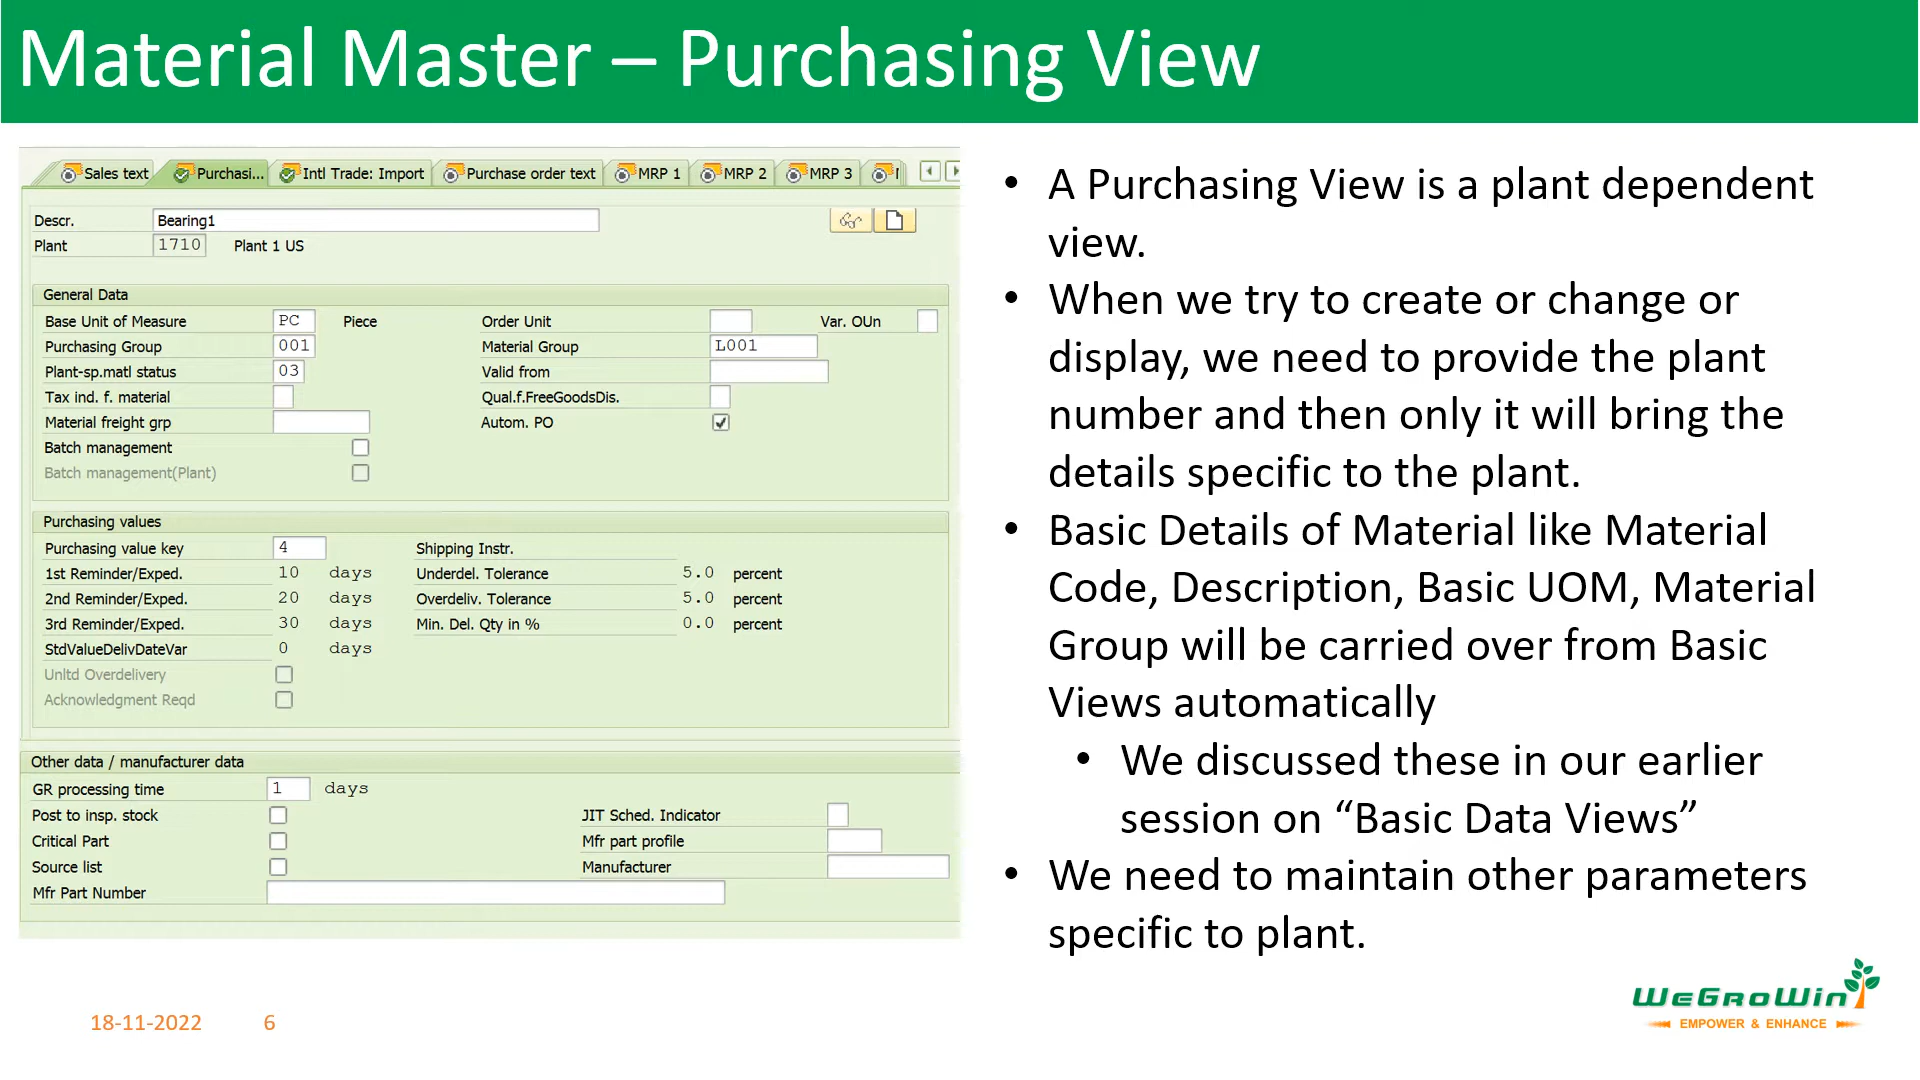 Material Master – Purchasing View
Sales text Purchasi... Intl Trade: Import Purchase order text MRP 1 MRP 2 MRP 3
Descr. Bearing1
Plant 1710 Plant 1 US
General Data
Base Unit of Measure PC Piece Order Unit Var. OUn
Purchasing Group 001 Material Group L001
Plant-sp.matl status 03 Valid from
Tax ind. f. material Qual.f.FreeGoodsDis.
Material freight grp Autom. PO
Batch management
Batch management(Plant)
Purchasing values
Purchasing value key 4 Shipping Instr.
1st Reminder/Exped. 10 days Underdel. Tolerance 5.0 percent
2nd Reminder/Exped. 20 days Overdeliv. Tolerance 5.0 percent
3rd Reminder/Exped. 30 days Min. Del. Qty in % 0.0 percent
StdValueDelivDateVar 0 days
Unltd Overdelivery
Acknowledgment Reqd
Other data / manufacturer data
GR processing time 1 days
Post to insp. stock JIT Sched. Indicator
Critical Part Mfr part profile
Source list Manufacturer
Mfr Part Number
• A Purchasing View is a plant dependent
view.
• When we try to create or change or
display, we need to provide the plant
number and then only it will bring the
details specific to the plant.
• Basic Details of Material like Material
Code, Description, Basic UOM, Material
Group will be carried over from Basic
Views automatically
• We discussed these in our earlier
session on “Basic Data Views”
• We need to maintain other parameters
specific to plant.
WeGroWin
EMPOWER & ENHANCE
18-11-2022 6